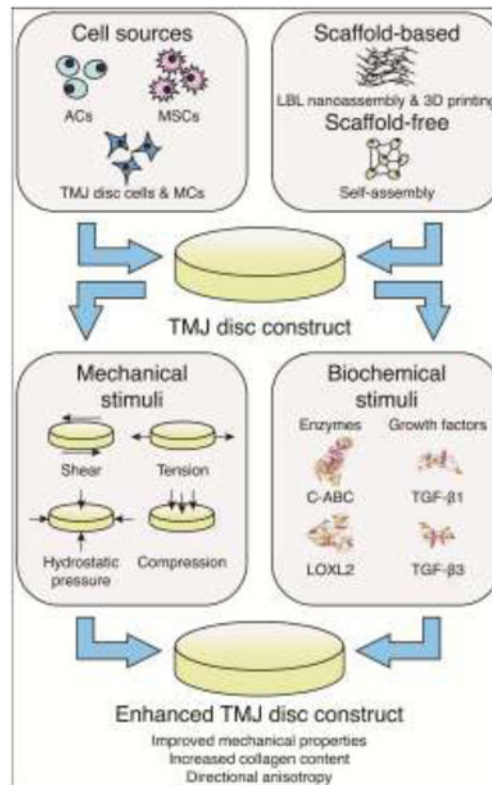 Cell sources
ACs
MSCs
TMJ disc cells & MCs
Scaffold-based
LBL nanoassembly & 3D printing
Scaffold-free
Self-assembly
TMJ disc construct
Mechanical
stimuli
Shear
Tension
Hydrostatic
pressure
Compression
Biochemical
stimuli
Enzymes
Growth factors
C-ABC
TGF-β1
LOXL2
TGF-β3
Enhanced TMJ disc construct
Improved mechanical properties
Increased collagen content
Directional anisotropy